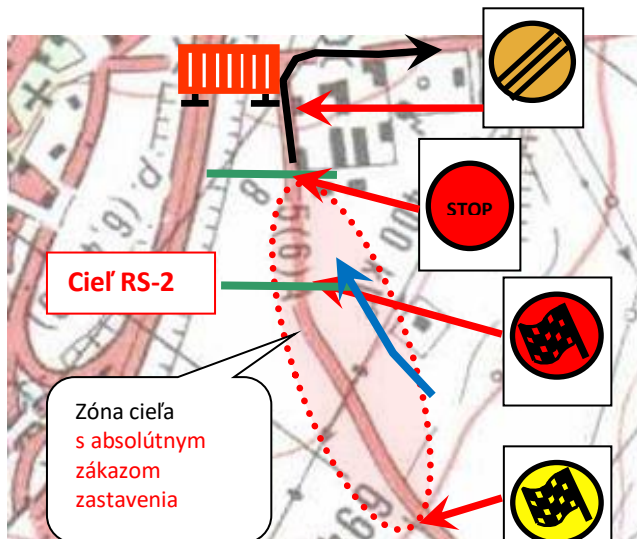 STOP
Cieľ RS-2
Zóna cieľa
s absolútnym
zákazom
zastavenia